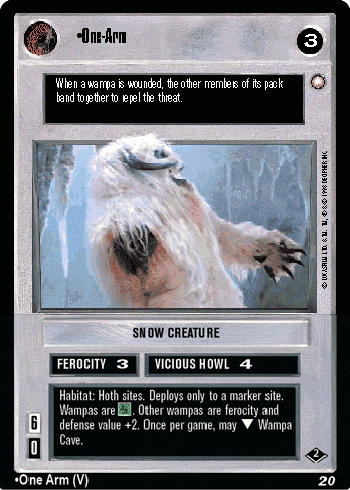 •One-Arm
3
When a wampa is wounded, the other members of its pack
band together to repel the threat.
SNOW CREATURE
FEROCITY 3
VICIOUS HOWL 4
Habitat: Hoth sites. Deploys only to a marker site.
Wampas are . Other wampas are ferocity and
defense value +2. Once per game, may ▼ Wampa
Cave.
6
0
2
•One Arm (V)
20